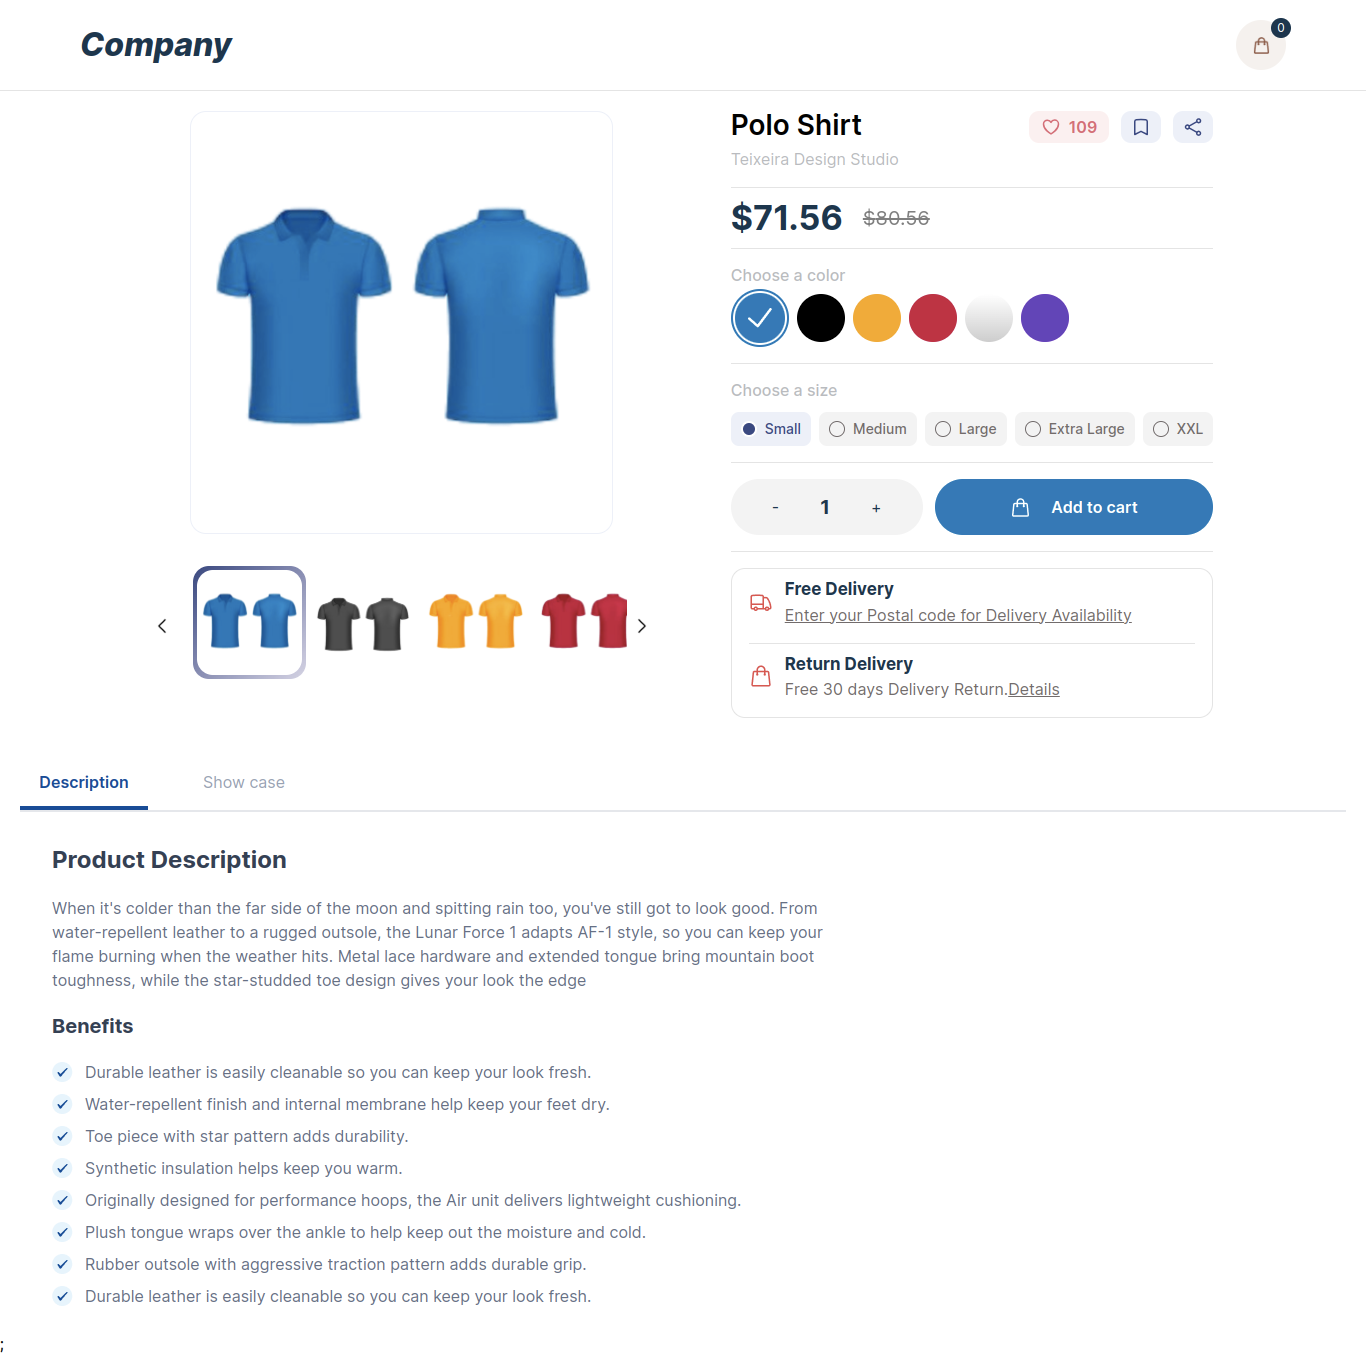 Company
0
Polo Shirt
109
Teixeira Design Studio
$71.56 $80.56
Choose a color
Choose a size
Small Medium Large Extra Large XXL
- 1 + Add to cart
Free Delivery
Enter your Postal code for Delivery Availability
Return Delivery
Free 30 days Delivery Return.Details
Description Show case
Product Description
When it's colder than the far side of the moon and spitting rain too, you've still got to look good. From
water-repellent leather to a rugged outsole, the Lunar Force 1 adapts AF-1 style, so you can keep your
flame burning when the weather hits. Metal lace hardware and extended tongue bring mountain boot
toughness, while the star-studded toe design gives your look the edge
Benefits
Durable leather is easily cleanable so you can keep your look fresh.
Water-repellent finish and internal membrane help keep your feet dry.
Toe piece with star pattern adds durability.
Synthetic insulation helps keep you warm.
Originally designed for performance hoops, the Air unit delivers lightweight cushioning.
Plush tongue wraps over the ankle to help keep out the moisture and cold.
Rubber outsole with aggressive traction pattern adds durable grip.
Durable leather is easily cleanable so you can keep your look fresh.
;